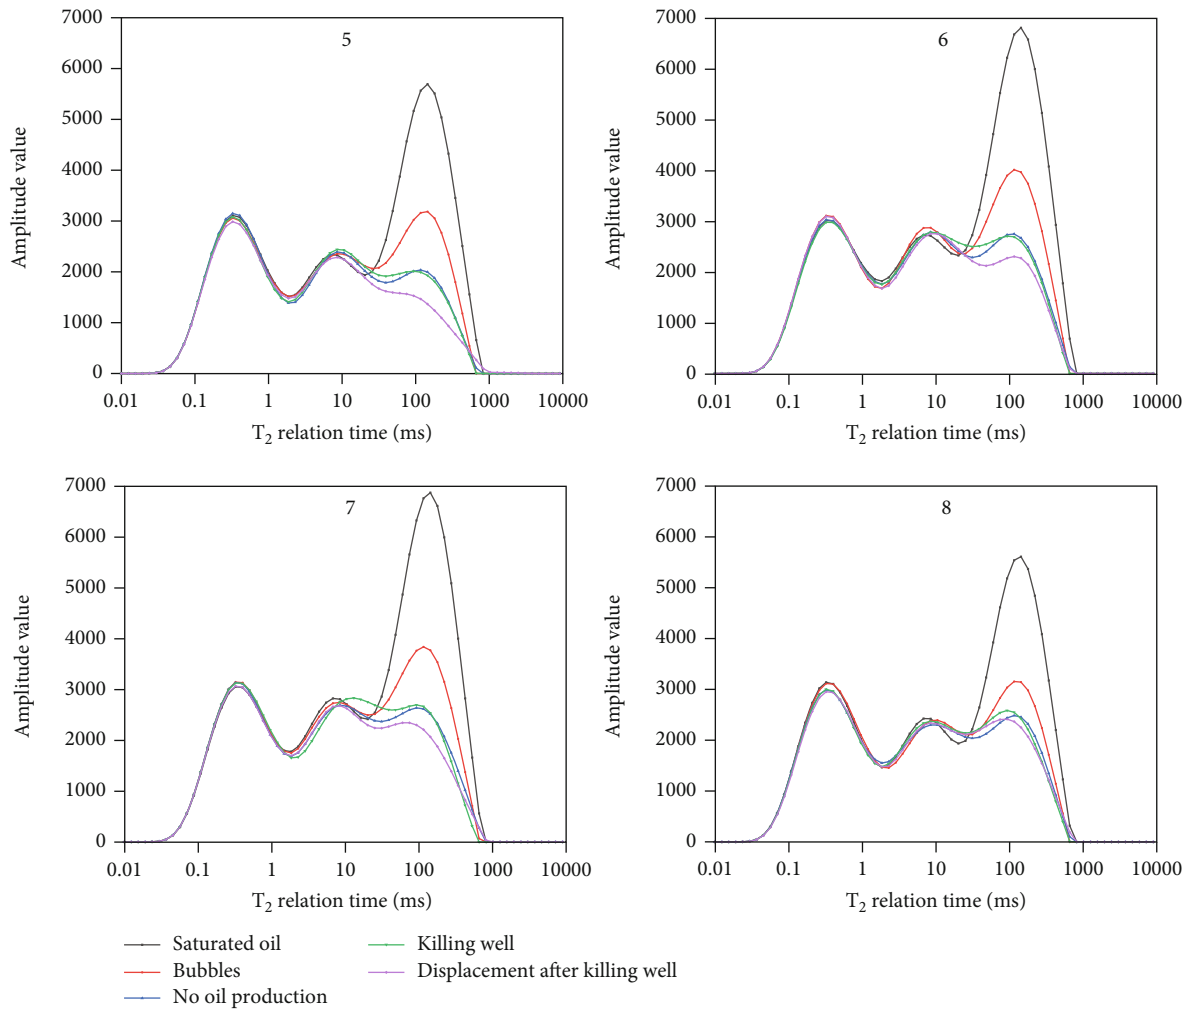 5
7000
6000
5000
4000
3000
2000
1000
0
Amplitude value
0.01 0.1 1 10 100 1000 10000
T2 relation time (ms)
6
7000
6000
5000
4000
3000
2000
1000
0
Amplitude value
0.01 0.1 1 10 100 1000 10000
T2 relation time (ms)
7
7000
6000
5000
4000
3000
2000
1000
0
Amplitude value
0.01 0.1 1 10 100 1000 10000
T2 relation time (ms)
8
7000
6000
5000
4000
3000
2000
1000
0
Amplitude value
0.01 0.1 1 10 100 1000 10000
T2 relation time (ms)
Saturated oil
Bubbles
No oil production
Killing well
Displacement after killing well